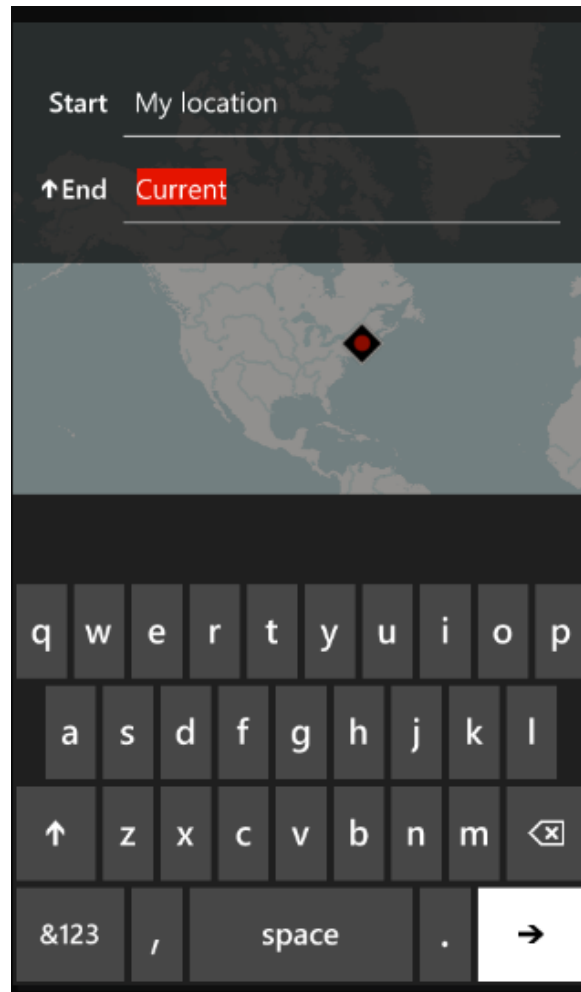 Start My location
↑End Current
q w e r t y u i o p
a s d f g h j k l
↑ z x c v b n m
&123 , space . →